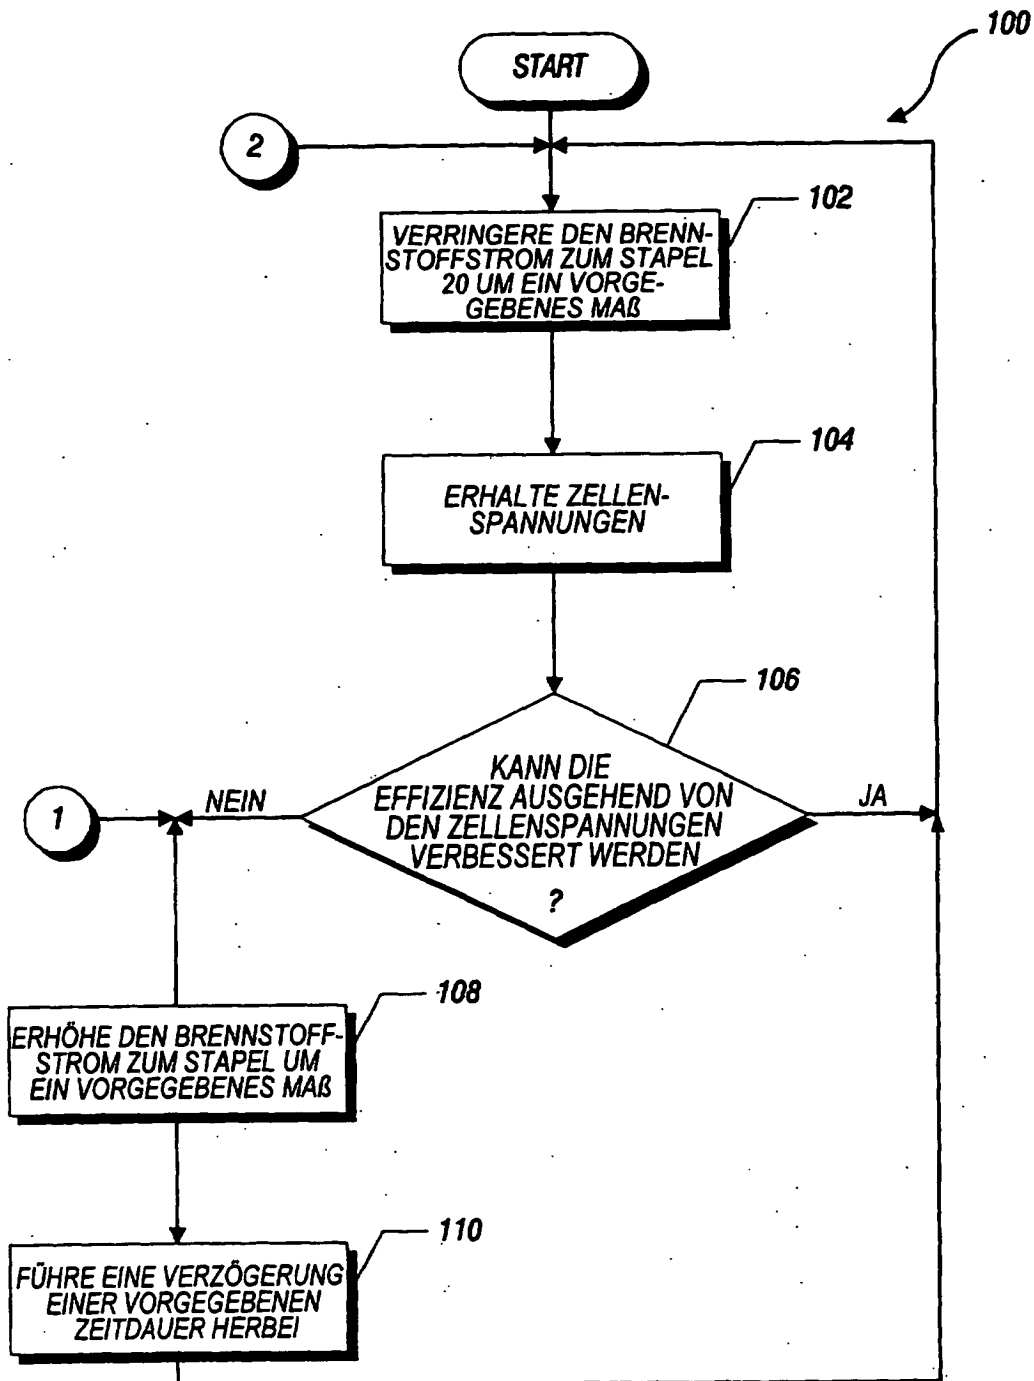 100
START
2
102
VERRINGERE DEN BRENN-
STOFFSTROM ZUM STAPEL
20 UM EIN VORGE-
GEBENES MAß
104
ERHALTE ZELLEN-
SPANNUNGEN
106
KANN DIE
EFFIZIENZ AUSGEHEND VON
DEN ZELLENSPANNUNGEN
VERBESSERT WERDEN
?
1
NEIN
JA
108
ERHÖHE DEN BRENNSTOFF-
STROM ZUM STAPEL UM
EIN VORGEGEBENES MAß
110
FÜHRE EINE VERZÖGERUNG
EINER VORGEGEBENEN
ZEITDAUER HERBEI